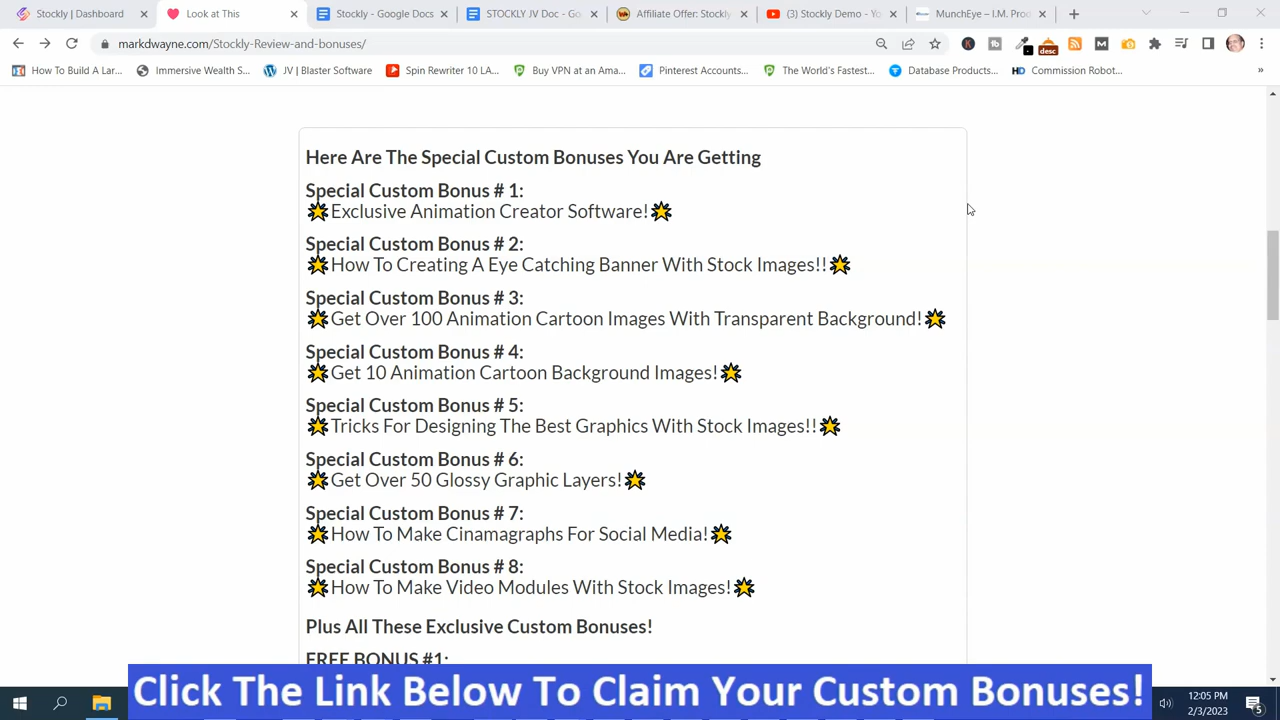 Stockly | Dashboard
Look at This
Stockly - Google Docs
STOCKLY JV Doc - Go
Affiliate Offer: Stockly
(3) Stockly Demo - Yo
MunchEye – I.M. Pro
markdwayne.com/Stockly-Review-and-bonuses/
desc
How To Build A Lar...
Immersive Wealth S...
JV | Blaster Software
Spin Rewriter 10 LA...
Buy VPN at an Ama...
Pinterest Accounts...
The World's Fastest...
Database Products...
HD Commission Robot...
Here Are The Special Custom Bonuses You Are Getting
Special Custom Bonus # 1:
Exclusive Animation Creator Software!
Special Custom Bonus # 2:
How To Creating A Eye Catching Banner With Stock Images!!
Special Custom Bonus # 3:
Get Over 100 Animation Cartoon Images With Transparent Background!
Special Custom Bonus # 4:
Get 10 Animation Cartoon Background Images!
Special Custom Bonus # 5:
Tricks For Designing The Best Graphics With Stock Images!!
Special Custom Bonus # 6:
Get Over 50 Glossy Graphic Layers!
Special Custom Bonus # 7:
How To Make Cinamagraphs For Social Media!
Special Custom Bonus # 8:
How To Make Video Modules With Stock Images!
Plus All These Exclusive Custom Bonuses!
FREE BONUS #1:
Click The Link Below To Claim Your Custom Bonuses!
12:05 PM
2/3/2023
5